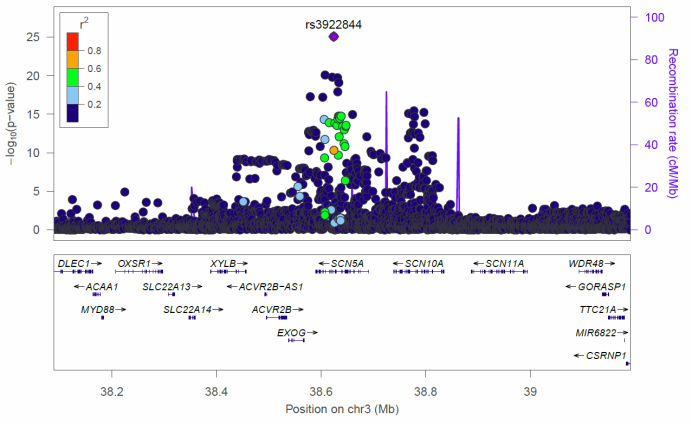 rs3922844
r²
0.8
0.6
0.4
0.2
−log10(p−value)
25
20
15
10
5
0
Recombination rate (cM/Mb)
100
80
60
40
20
0
DLEC1→ OXSR1→ XYLB→ ←SCN5A ←SCN10A ←SCN11A WDR48→
←ACAA1 SLC22A13→ ←ACVR2B−AS1 ←GORASP1
MYD88→ SLC22A14→ ACVR2B→ TTC21A→
EXOG→ MIR6822→
←CSRNP1
38.2 38.4 38.6 38.8 39
Position on chr3 (Mb)